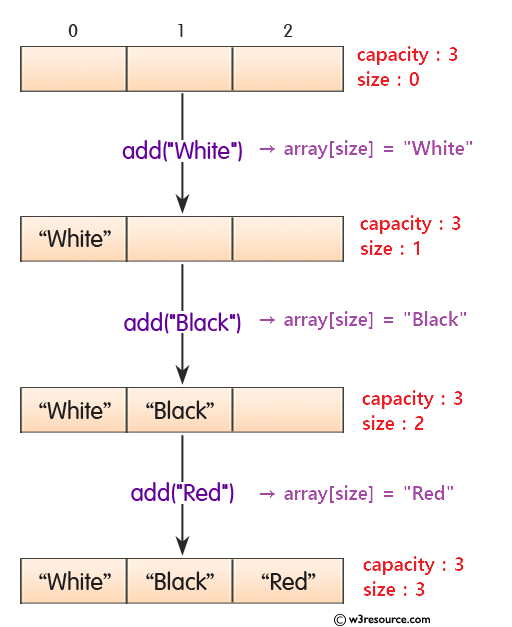 0 1 2
capacity : 3
size : 0
add("White") → array[size] = "White"
capacity : 3
“White”
size : 1
add("Black") → array[size] = "Black"
capacity : 3
“White” “Black”
size : 2
add("Red") → array[size] = "Red"
capacity : 3
“White” “Black” “Red”
size : 3
© w3resource.com